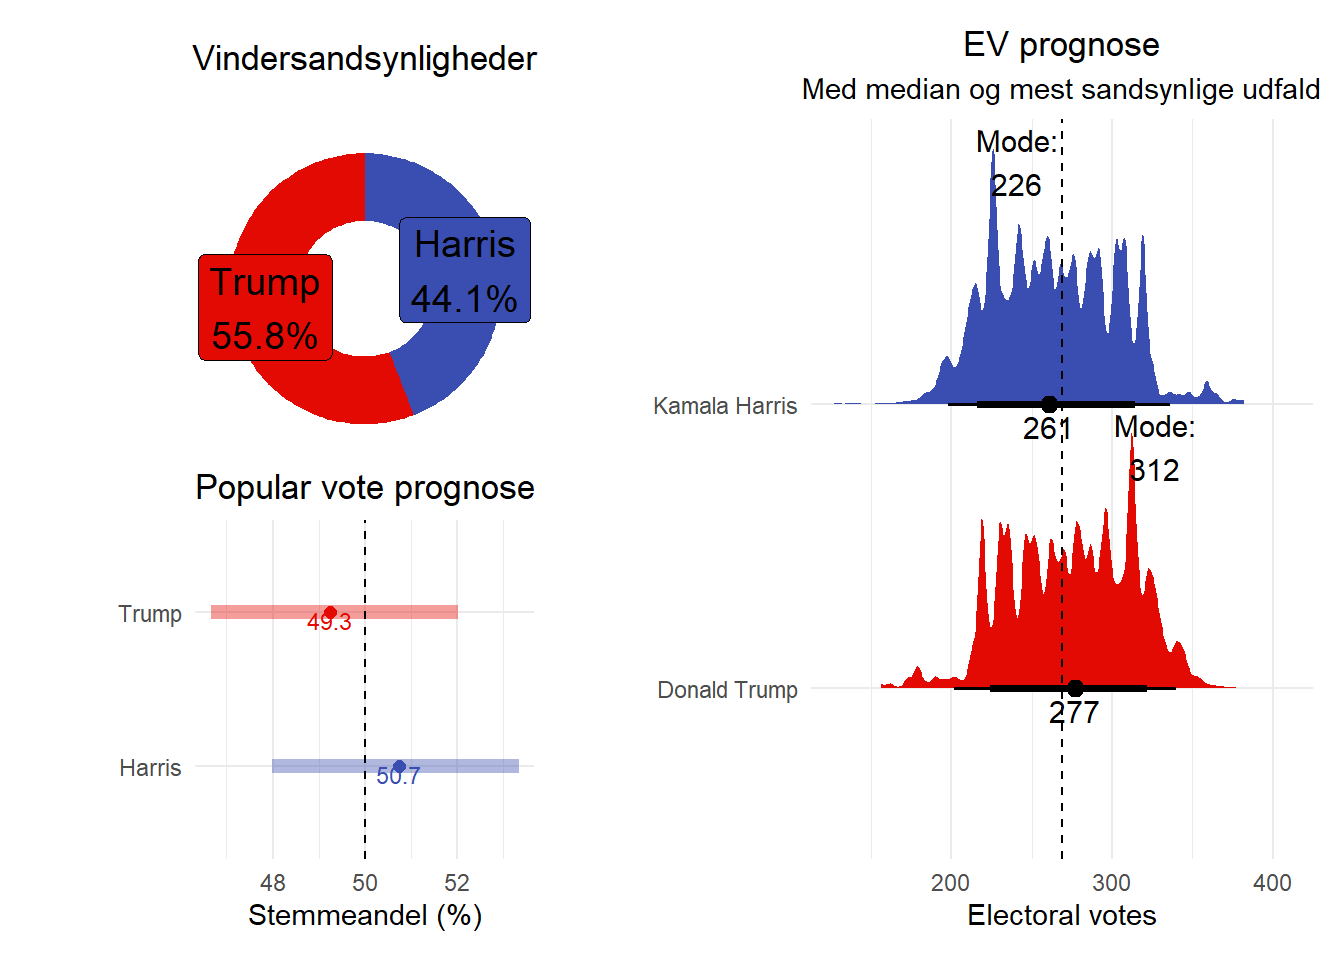 Vindersandsynligheder
Harris
44.1%
Trump
55.8%
Popular vote prognose
Trump
49.3
Harris
50.7
48 50 52
Stemmeandel (%)
EV prognose
Med median og mest sandsynlige udfald
Mode:
226
Kamala Harris
261
Mode:
312
Donald Trump
277
200 300 400
Electoral votes